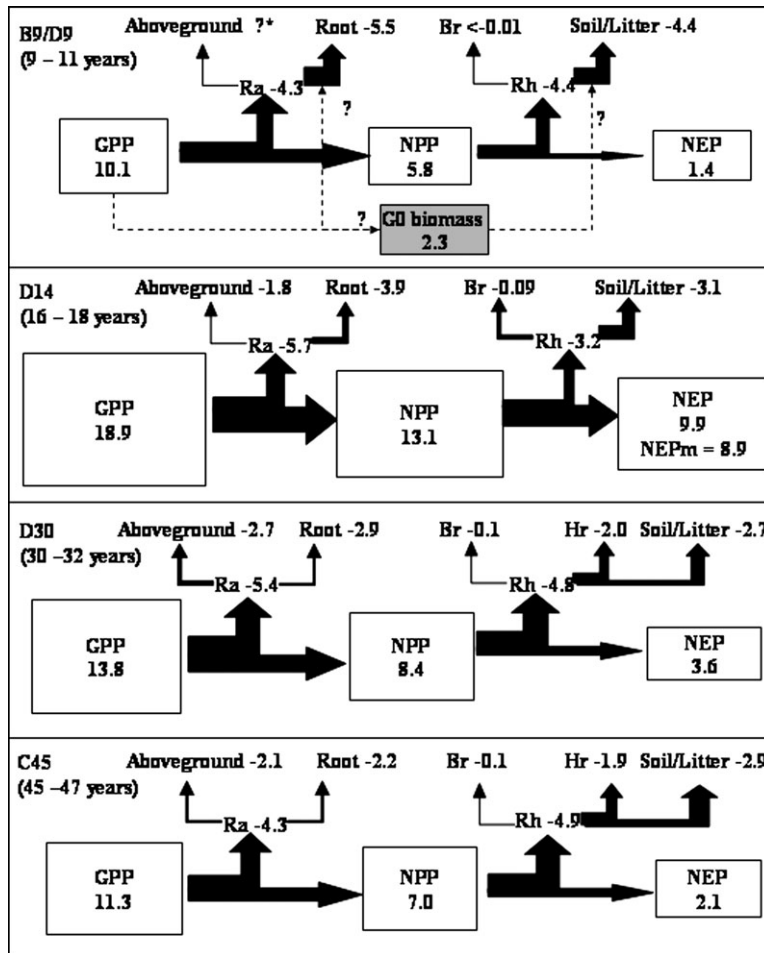 B9/D9
(9 – 11 years)
Aboveground ?*
Root -5.5
Br <-0.01
Soil/Litter -4.4
Ra -4.3
Rh -4.4
?
?
GPP
10.1
NPP
5.8
NEP
1.4
?
G0 biomass
2.3
D14
(16 – 18 years)
Aboveground -1.8
Root -3.9
Br -0.09
Soil/Litter -3.1
Ra -5.7
Rh -3.2
GPP
18.9
NPP
13.1
NEP
9.9
NEPm = 8.9
D30
(30 –32 years)
Aboveground -2.7
Root -2.9
Br -0.1
Hr -2.0
Soil/Litter -2.7
Ra -5.4
Rh -4.8
GPP
13.8
NPP
8.4
NEP
3.6
C45
(45 –47 years)
Aboveground -2.1
Root -2.2
Br -0.1
Hr -1.9
Soil/Litter -2.9
Ra -4.3
Rh -4.9
GPP
11.3
NPP
7.0
NEP
2.1